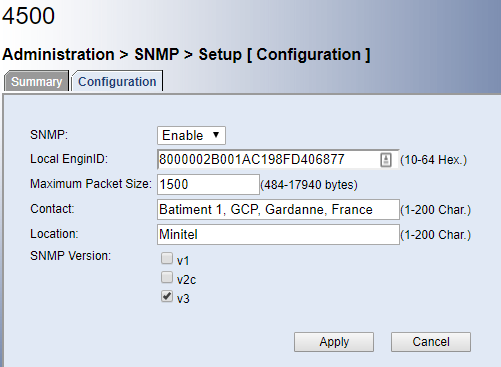 4500
Administration > SNMP > Setup [ Configuration ]
Summary Configuration
SNMP: Enable
Local EnginID: 8000002B001AC198FD406877 (10-64 Hex.)
Maximum Packet Size: 1500 (484-17940 bytes)
Contact: Batiment 1, GCP, Gardanne, France (1-200 Char.)
Location: Minitel (1-200 Char.)
SNMP Version: v1
v2c
v3
Apply Cancel